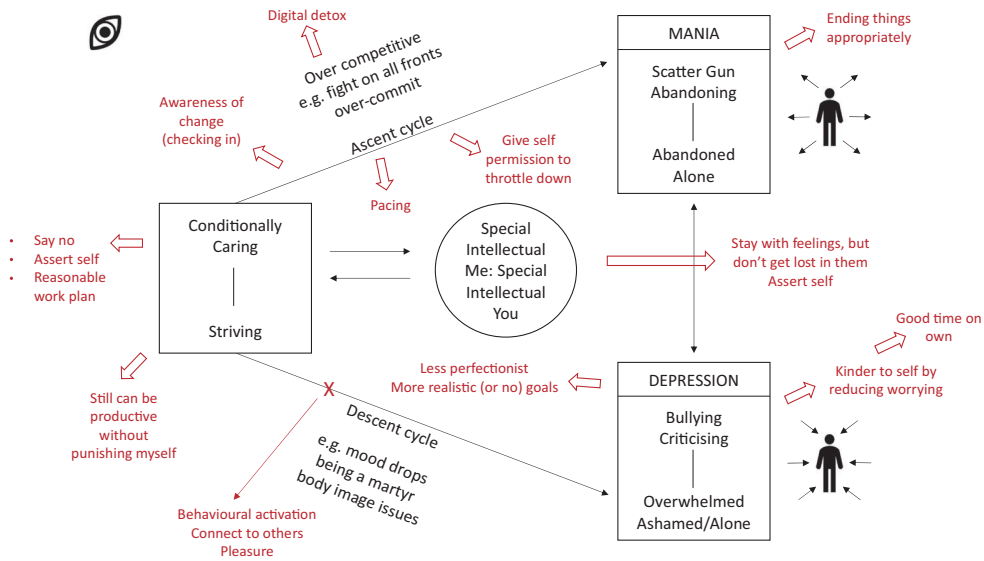 Digital detox
Over competitive
e.g. fight on all fronts
over-commit
Ascent cycle
Awareness of
change
(checking in)
Pacing
Give self
permission to
throttle down
MANIA
Scatter Gun
Abandoning
Abandoned
Alone
Ending things
appropriately
• Say no
• Assert self
• Reasonable
work plan
Conditionally
Caring
Striving
Special
Intellectual
Me: Special
Intellectual
You
Stay with feelings, but
don't get lost in them
Assert self
Still can be
productive
without
punishing myself
X
Descent cycle
e.g. mood drops
being a martyr
body image issues
Behavioural activation
Connect to others
Pleasure
Less perfectionist
More realistic (or no) goals
DEPRESSION
Bullying
Criticising
Overwhelmed
Ashamed/Alone
Good time on
own
Kinder to self by
reducing worrying